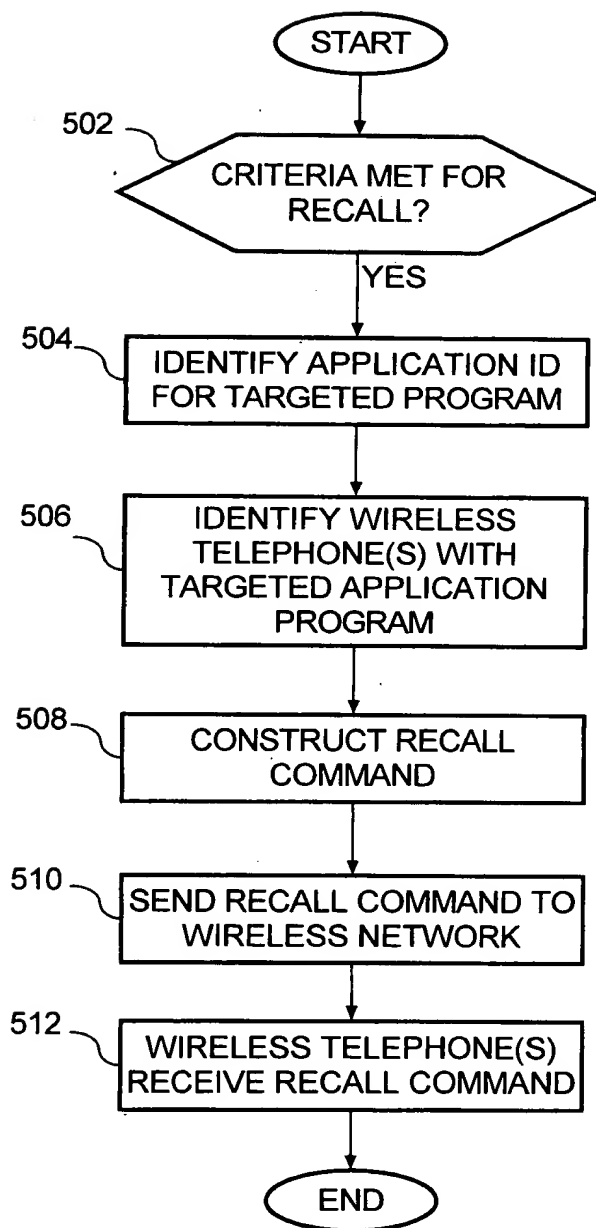 START
502
CRITERIA MET FOR
RECALL?
YES
504
IDENTIFY APPLICATION ID
FOR TARGETED PROGRAM
506
IDENTIFY WIRELESS
TELEPHONE(S) WITH
TARGETED APPLICATION
PROGRAM
508
CONSTRUCT RECALL
COMMAND
510
SEND RECALL COMMAND TO
WIRELESS NETWORK
512
WIRELESS TELEPHONE(S)
RECEIVE RECALL COMMAND
END